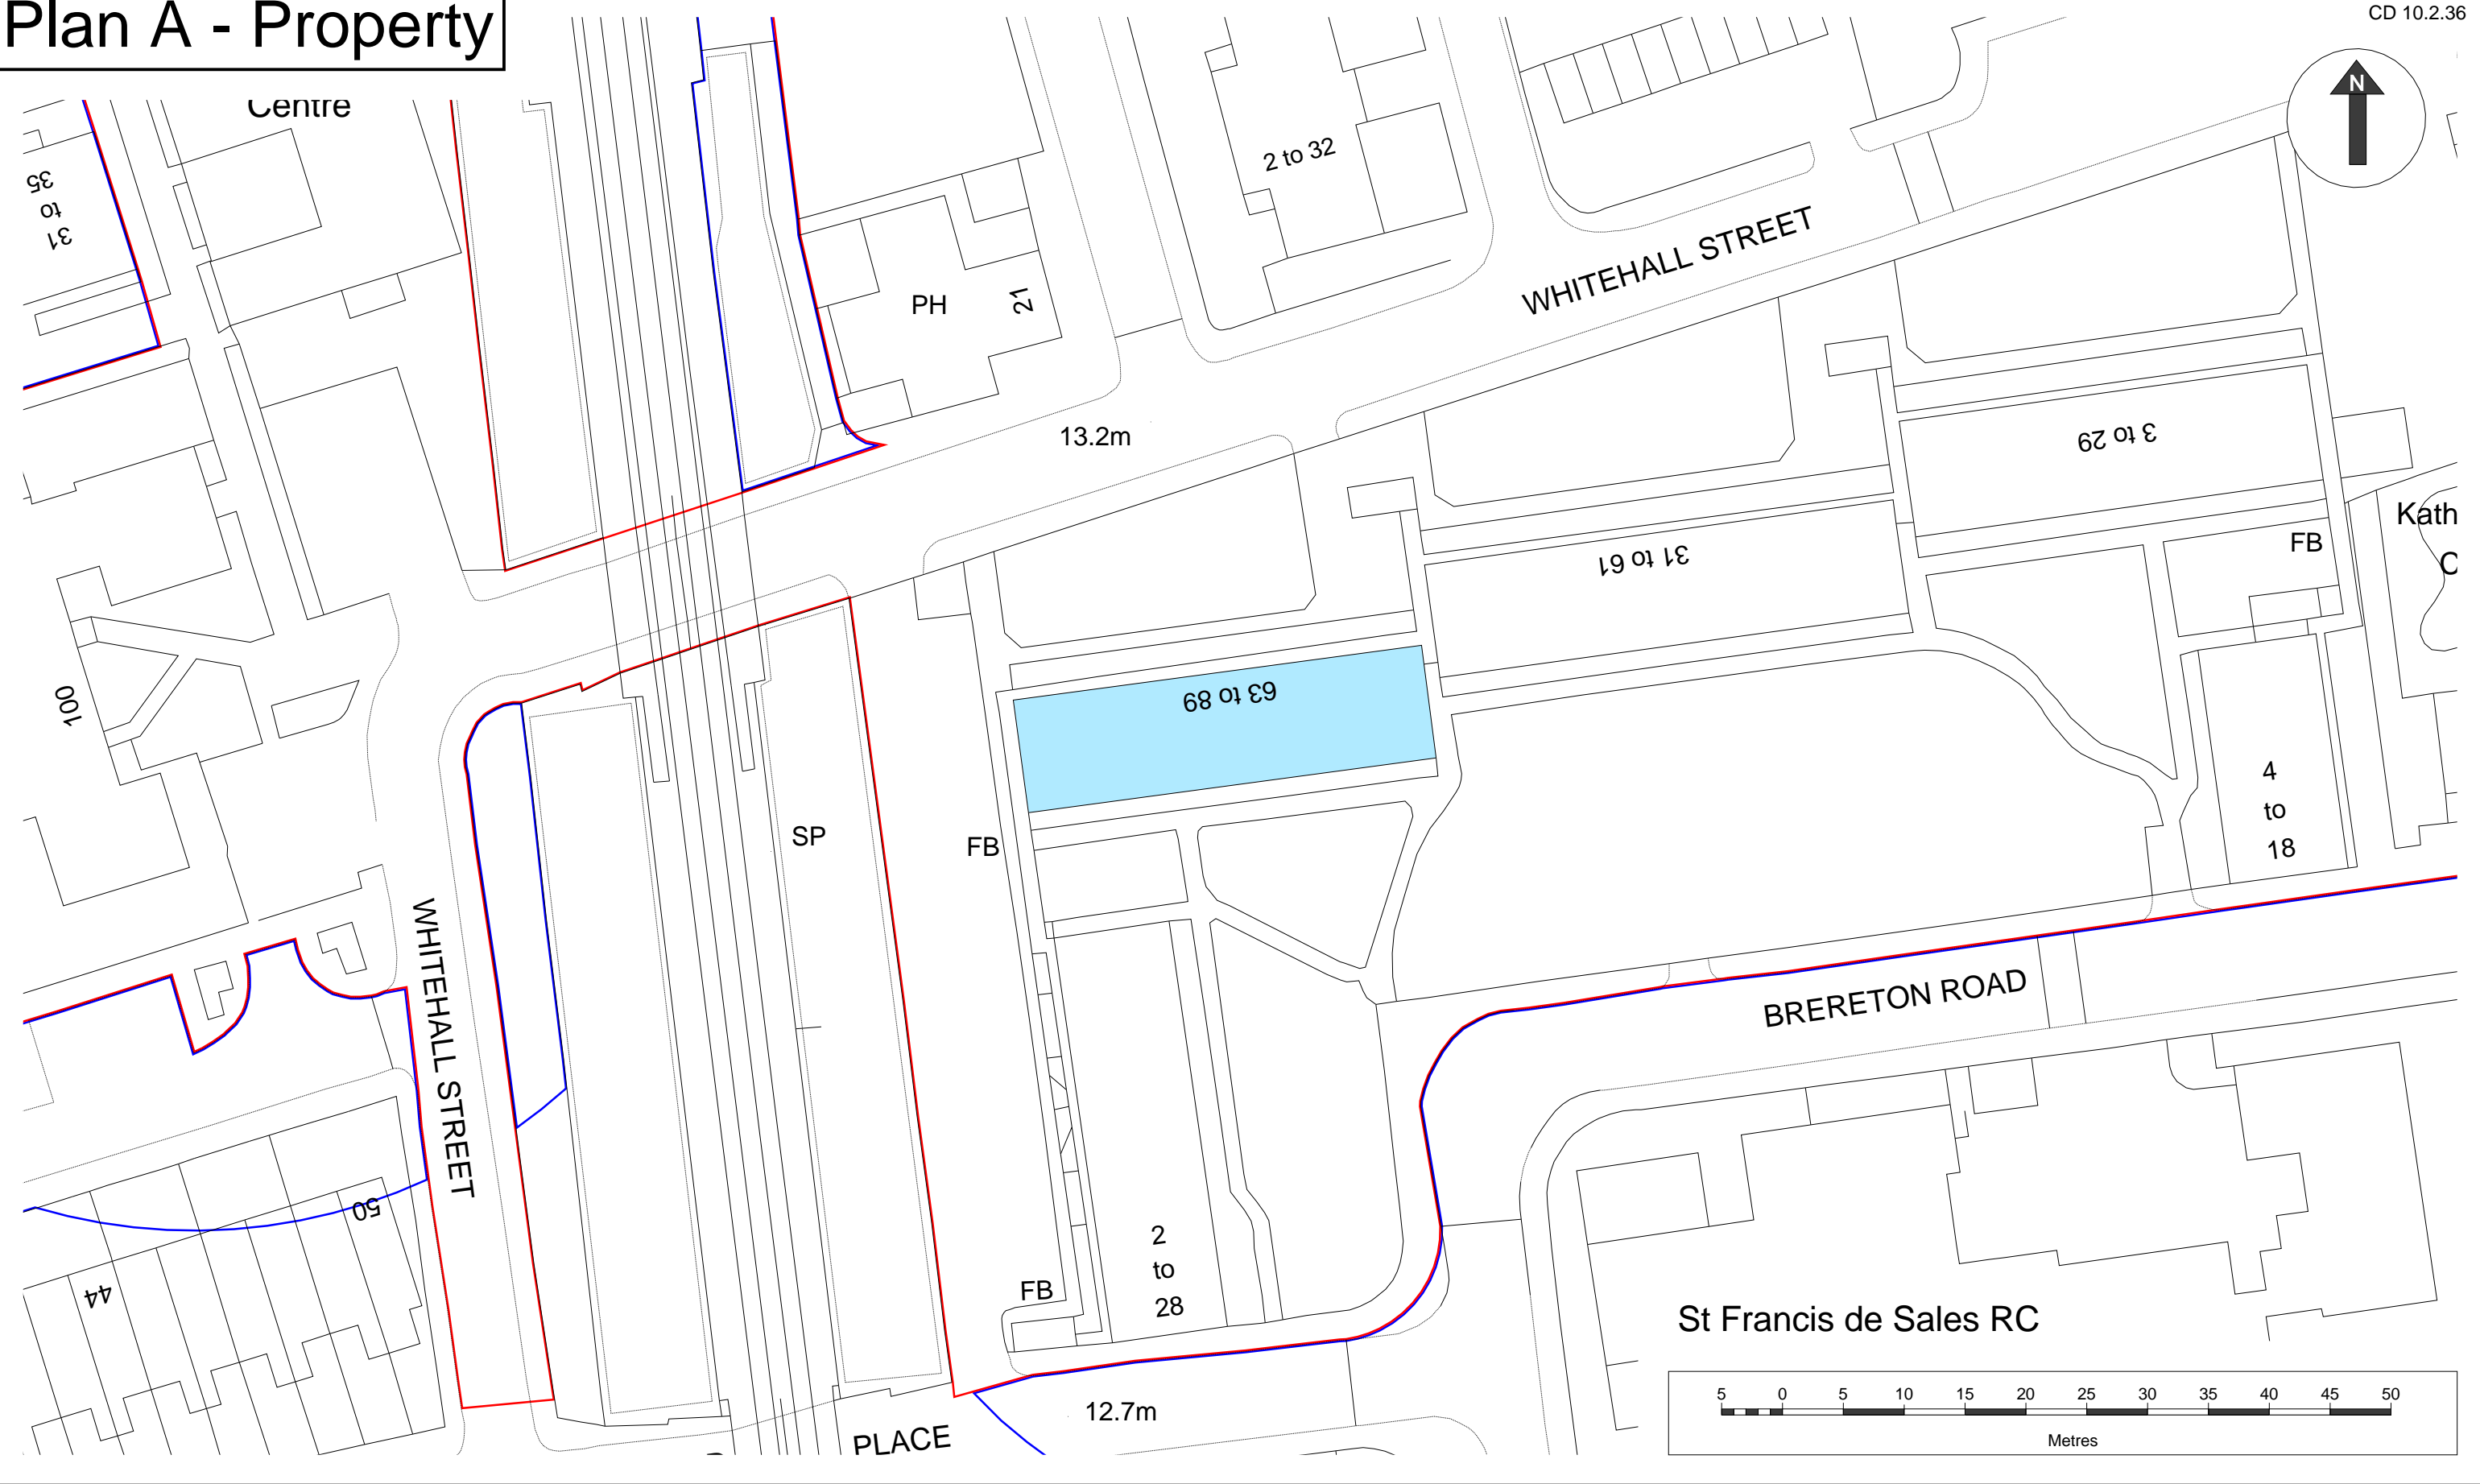 Plan A - Property
CD 10.2.36
N
Centre
35
to
31
2 to 32
WHITEHALL STREET
PH
21
13.2m
3 to 29
Kath
FB
31 to 61
100
63 to 89
SP
FB
4
to
18
WHITEHALL STREET
BRERETON ROAD
50
44
2
to
28
FB
St Francis de Sales RC
12.7m
PLACE
5 0 5 10 15 20 25 30 35 40 45 50
Metres